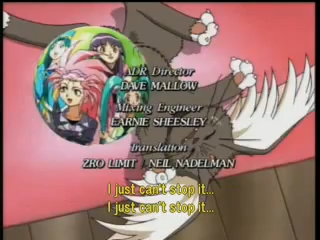 ADR Director
DAVE MALLOW
Mixing Engineer
EARNIE SHEESLEY
Translation
ZRO LIMIT NEIL NADELMAN
I just can't stop it...
I just can't stop it...